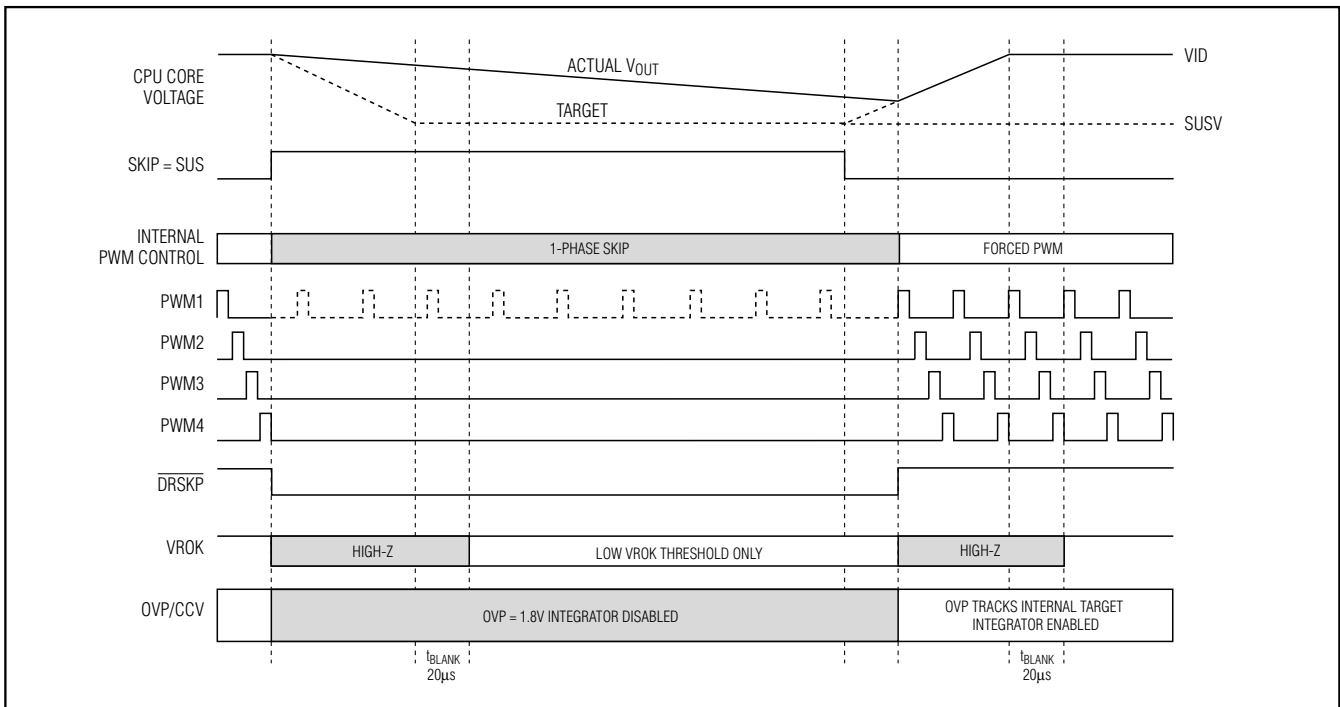 CPU CORE
VOLTAGE
ACTUAL VOUT
TARGET
VID
SUSV
SKIP = SUS
INTERNAL
PWM CONTROL
1-PHASE SKIP
FORCED PWM
PWM1
PWM2
PWM3
PWM4
DRSKP
VROK
HIGH-Z
LOW VROK THRESHOLD ONLY
HIGH-Z
OVP/CCV
OVP = 1.8V INTEGRATOR DISABLED
OVP TRACKS INTERNAL TARGET
INTEGRATOR ENABLED
tBLANK
20μs
tBLANK
20μs